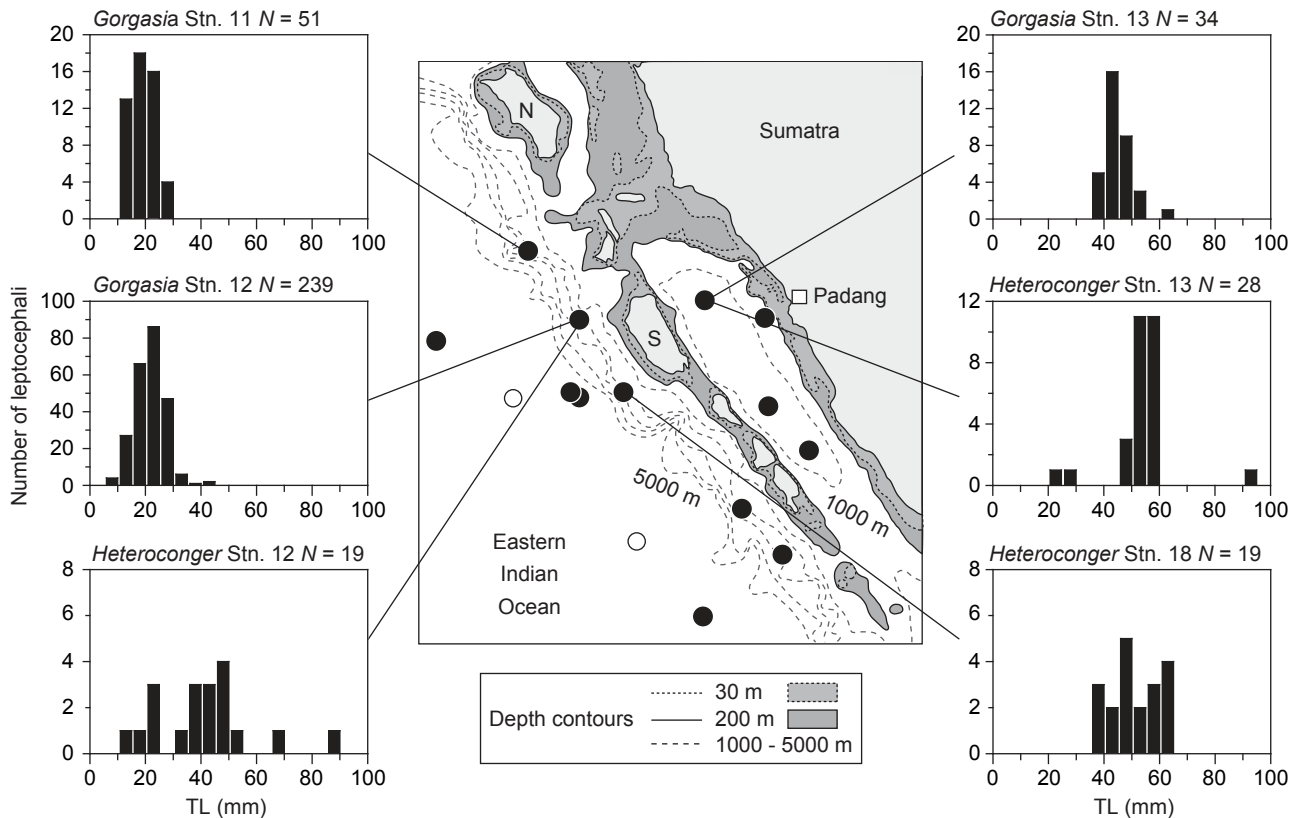 Gorgasia Stn. 11 N = 51
20
16
12
8
4
0
0 20 40 60 80 100
Gorgasia Stn. 12 N = 239
100
80
60
40
20
0
0 20 40 60 80 100
Number of leptocephali
Heteroconger Stn. 12 N = 19
8
6
4
2
0
0 20 40 60 80 100
TL (mm)
N
Sumatra
Padang
S
5000 m
1000 m
Eastern
Indian
Ocean
Depth contours
30 m
200 m
1000 - 5000 m
Gorgasia Stn. 13 N = 34
20
16
12
8
4
0
0 20 40 60 80 100
Heteroconger Stn. 13 N = 28
12
8
4
0
0 20 40 60 80 100
Heteroconger Stn. 18 N = 19
8
6
4
2
0
0 20 40 60 80 100
TL (mm)